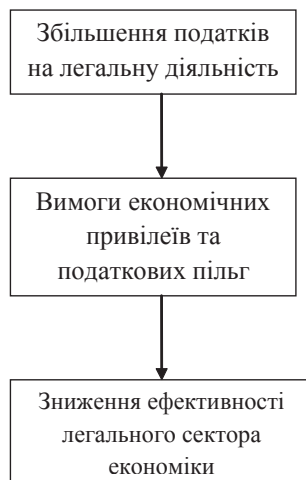 Збільшення податків
на легальну діяльність
Вимоги економічних
привілеїв та
податкових пільг
Зниження ефективності
легального сектора
економіки